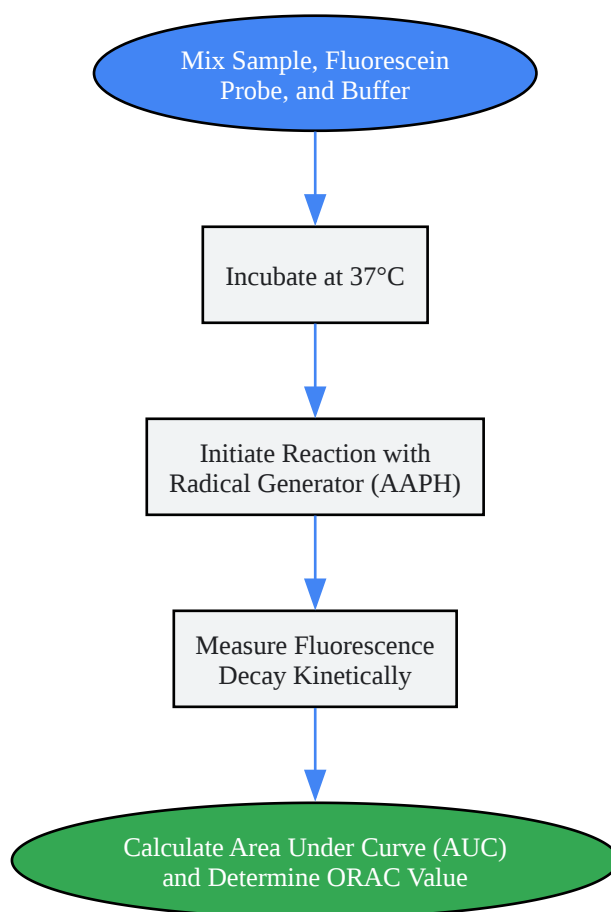 Mix Sample, Fluorescein
Probe, and Buffer
Incubate at 37°C
Initiate Reaction with
Radical Generator (AAPH)
Measure Fluorescence
Decay Kinetically
Calculate Area Under Curve (AUC)
and Determine ORAC Value